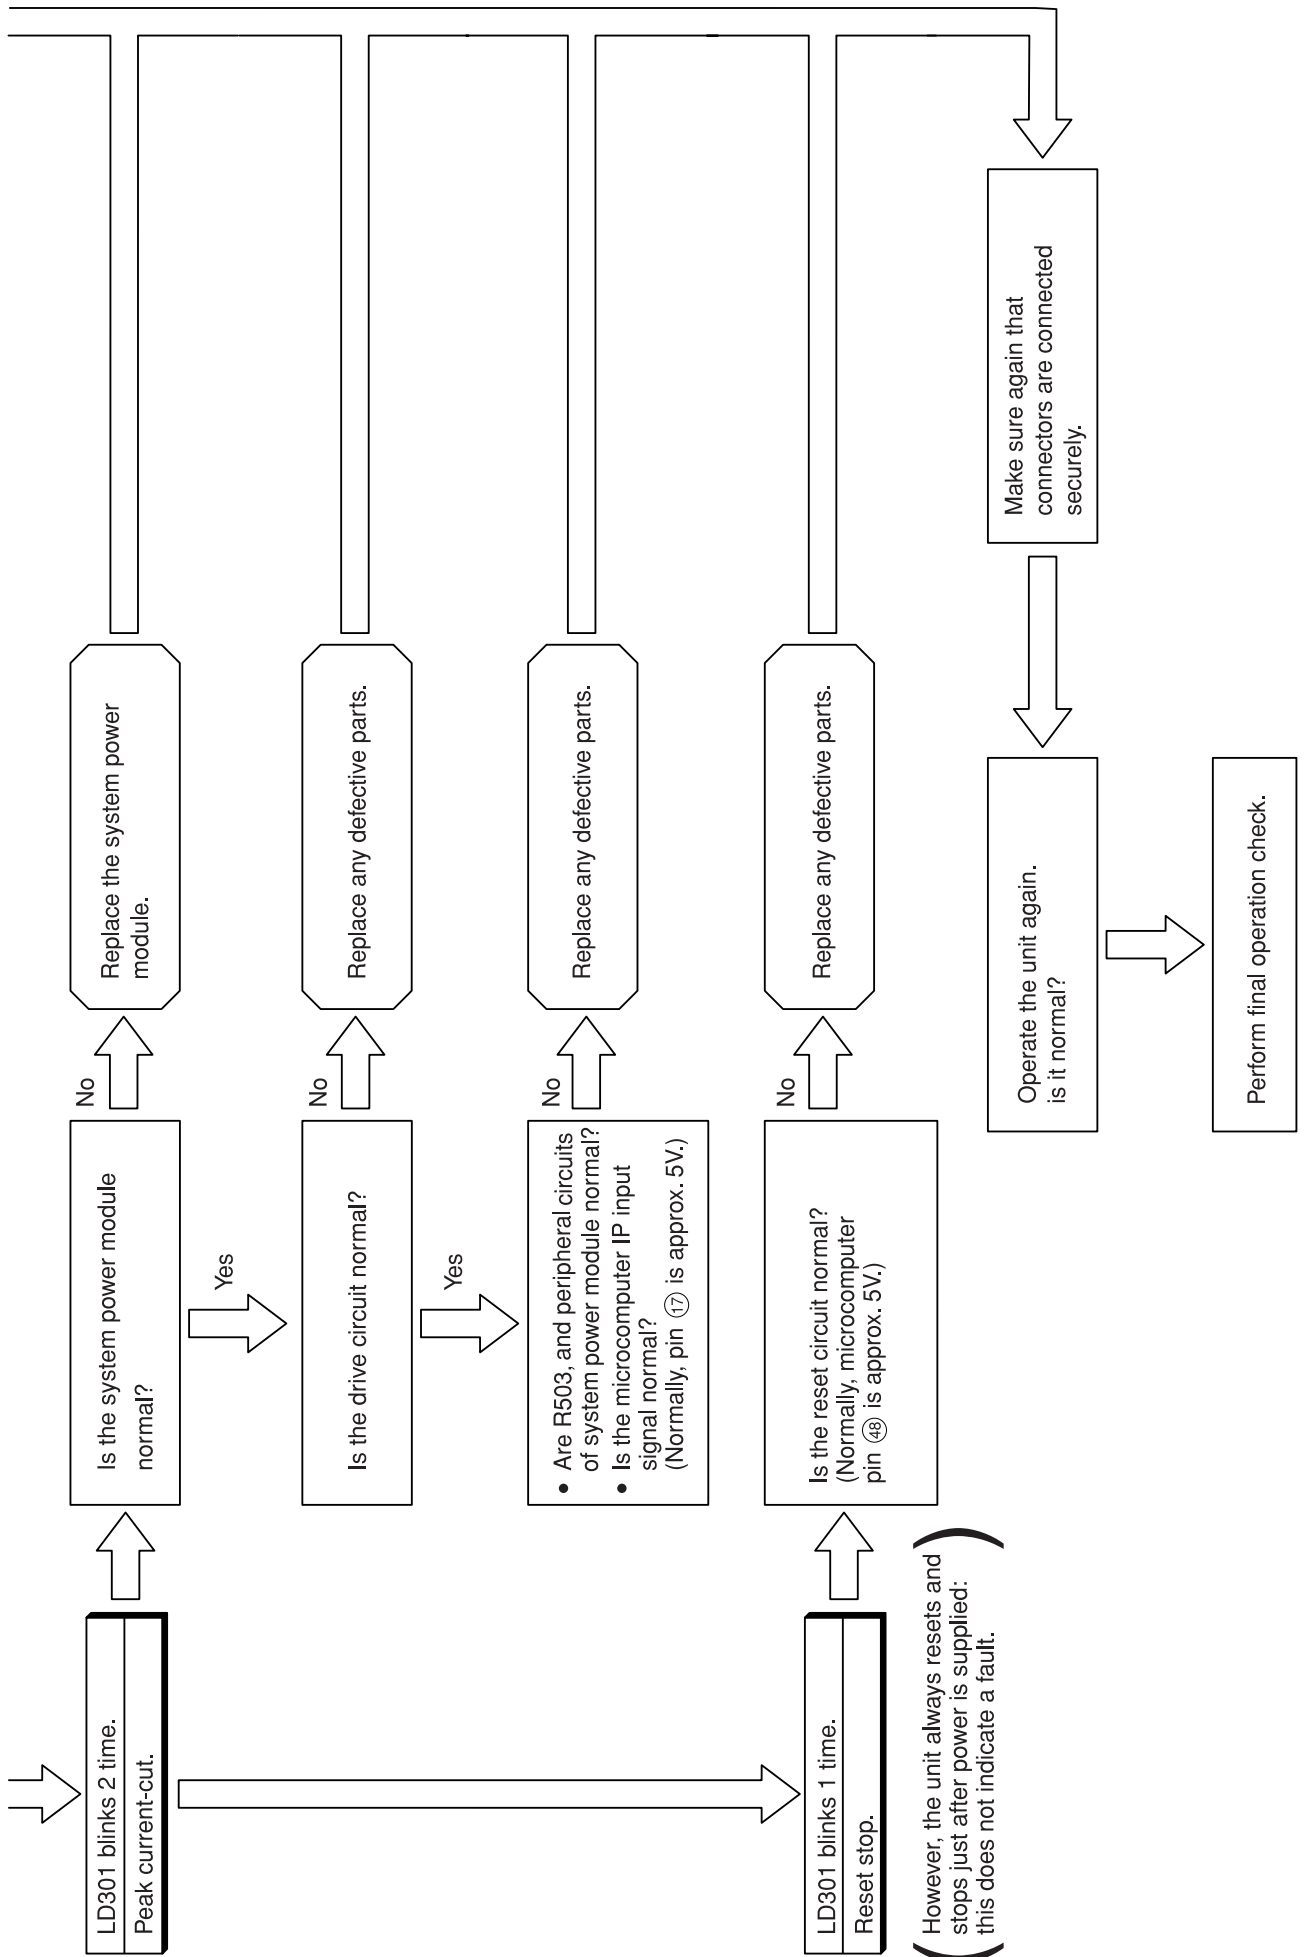 LD301 blinks 2 time.
Peak current-cut.
Is the system power module
normal?
No
Replace the system power
module.
Yes
Is the drive circuit normal?
No
Replace any defective parts.
Yes
• Are R503, and peripheral circuits
of system power module normal?
• Is the microcomputer IP input
signal normal?
(Normally, pin ⑰ is approx. 5V.)
No
Replace any defective parts.
LD301 blinks 1 time.
Reset stop.
(However, the unit always resets and
stops just after power is supplied:
this does not indicate a fault.)
Is the reset circuit normal?
(Normally, microcomputer
pin ㊽ is approx. 5V.)
No
Replace any defective parts.
Make sure again that
connectors are connected
securely.
Operate the unit again.
is it normal?
Perform final operation check.